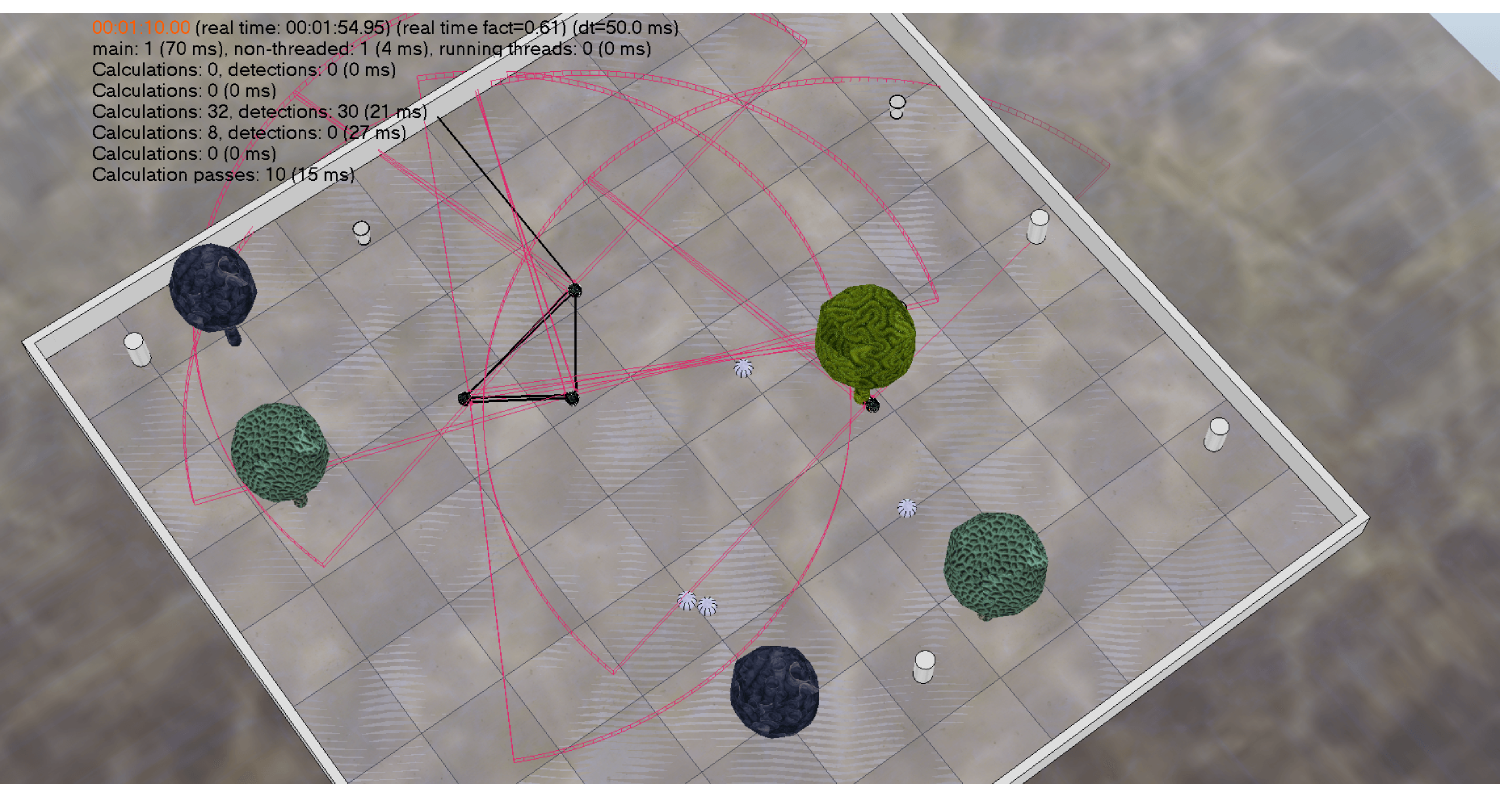 00:01:10.00 (real time: 00:01:54.95) (real time fact=0.61) (dt=50.0 ms)
main: 1 (70 ms), non-threaded: 1 (4 ms), running threads: 0 (0 ms)
Calculations: 0, detections: 0 (0 ms)
Calculations: 0 (0 ms)
Calculations: 32, detections: 30 (21 ms)
Calculations: 8, detections: 0 (27 ms)
Calculations: 0 (0 ms)
Calculation passes: 10 (15 ms)